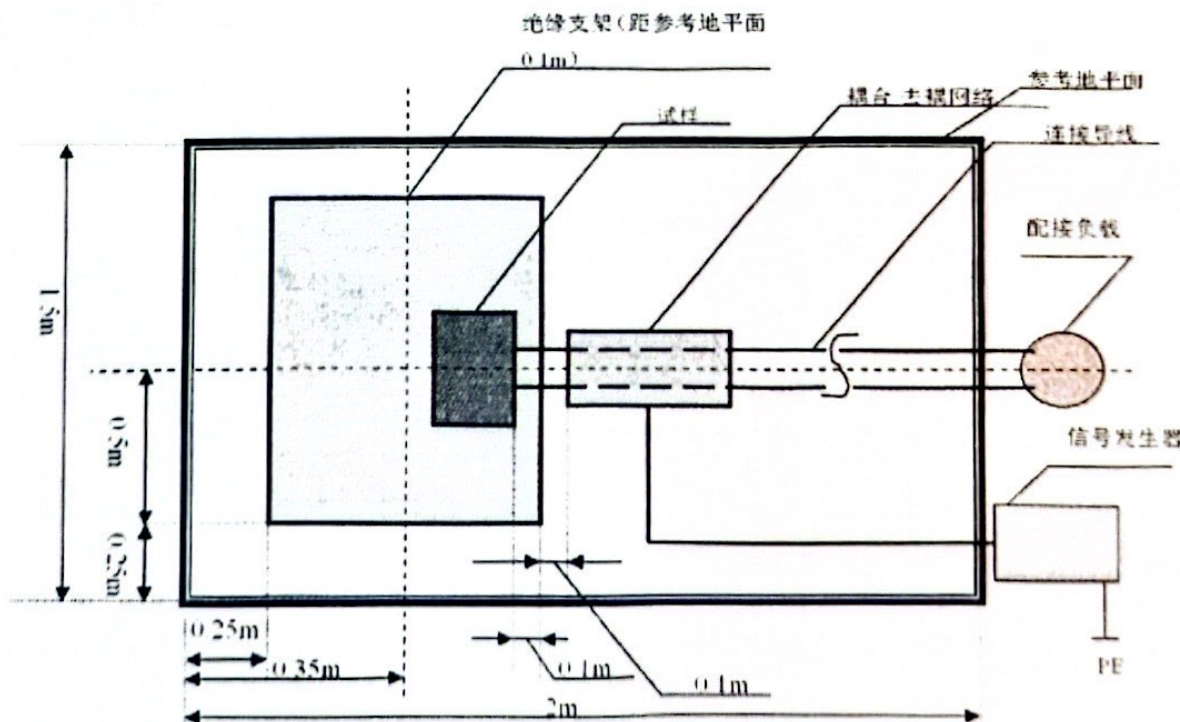 绝缘支架(距参考地平面
0.1m)
参考地平面
耦合 去耦网络
试样
连接导线
配接负载
1.5m
0.5m
信号发生器
0.25m
0.25m
0.35m
0.1m
0.1m
2m
PE